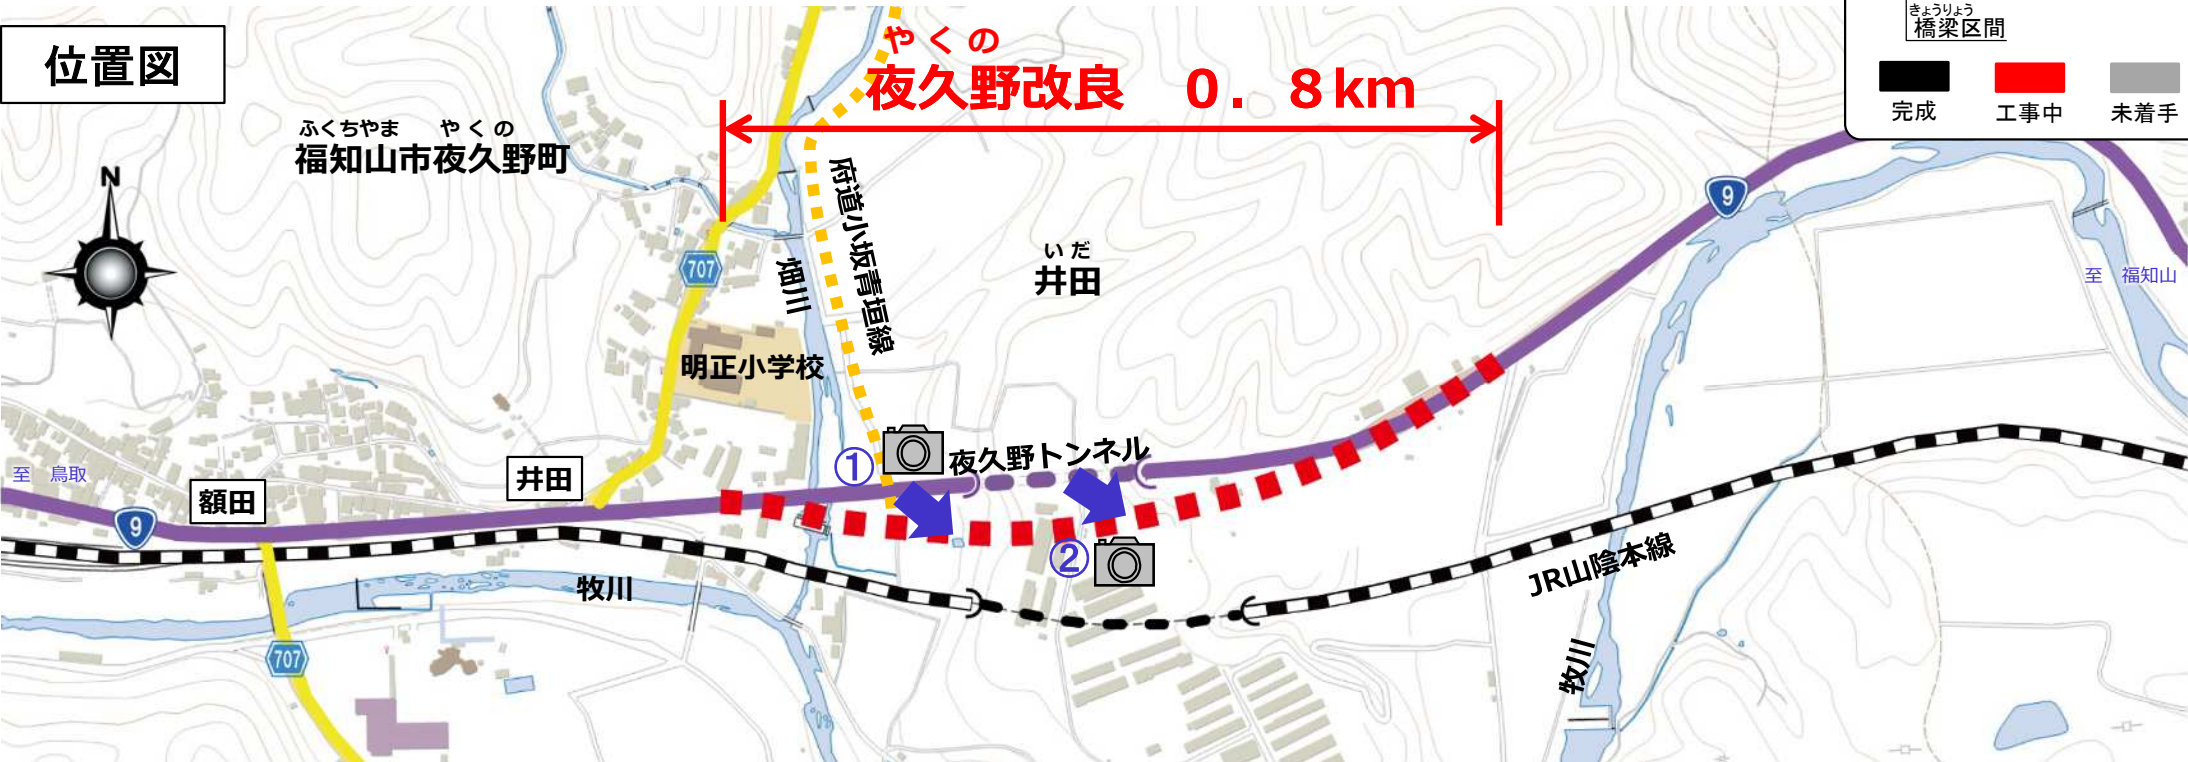 位置図
やくの
夜久野改良 0.8km
きょうりょう
橋梁区間
完成 工事中 未着手
ふくちやま やくの
福知山市夜久野町
N
9
至 福知山
府道小坂青垣線
畑川
707
いだ
井田
明正小学校
①
夜久野トンネル
至 鳥取
額田
井田
9
②
牧川
JR山陰本線
牧川
707